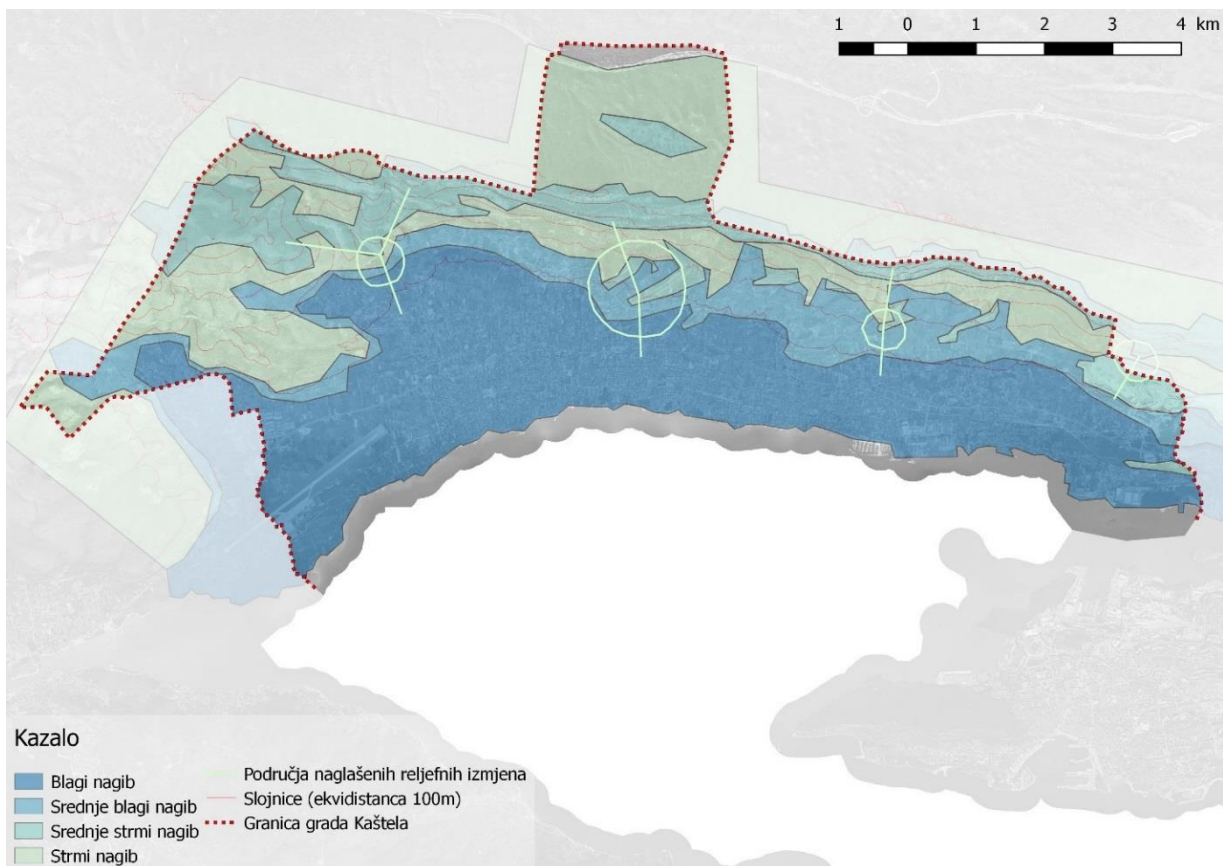 1 0 1 2 3 4 km
Kazalo
Blagi nagib
Srednje blagi nagib
Srednje strmi nagib
Strmi nagib
Područja naglašenih reljefnih izmjena
Slojnice (ekvidistanca 100m)
Granica grada Kaštela